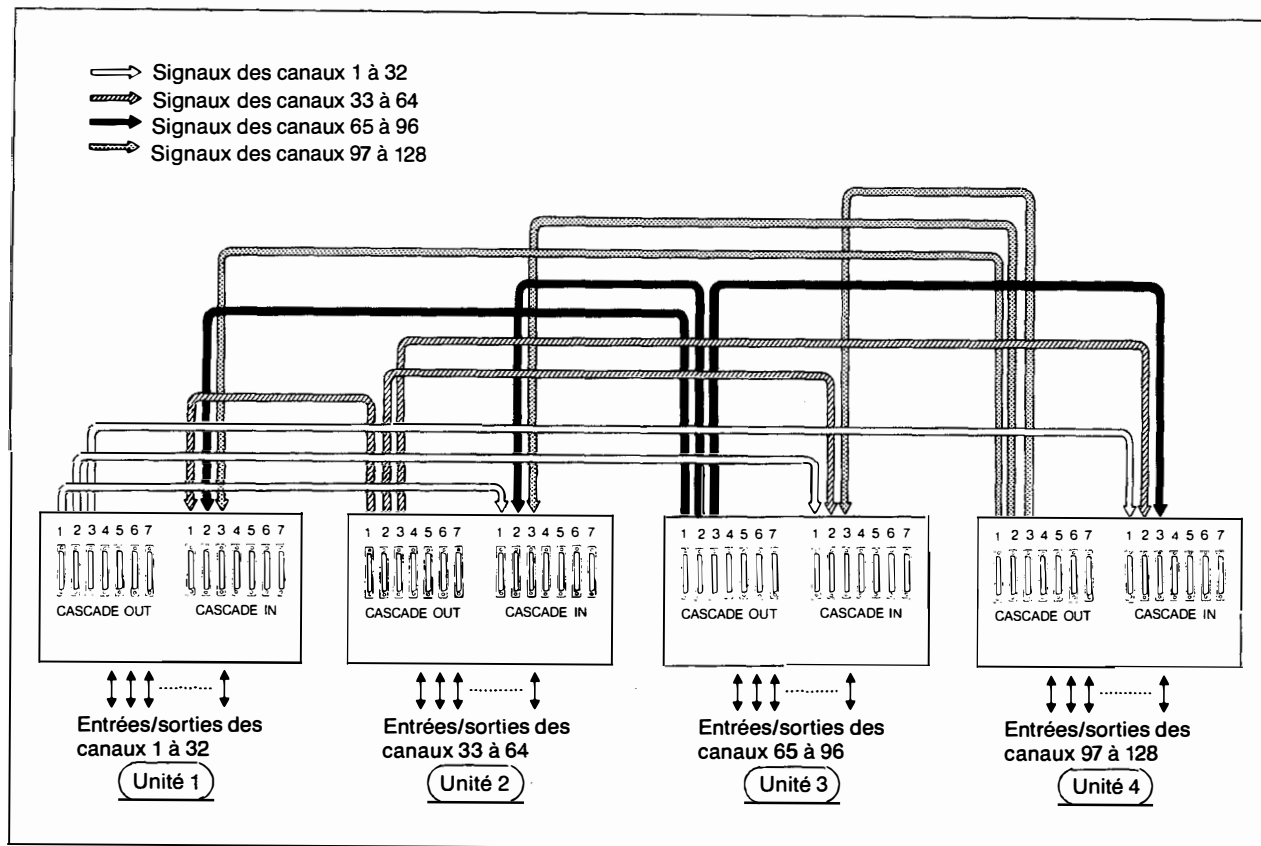 Signaux des canaux 1 à 32
Signaux des canaux 33 à 64
Signaux des canaux 65 à 96
Signaux des canaux 97 à 128
1 2 3 4 5 6 7 1 2 3 4 5 6 7
CASCADE OUT CASCADE IN
Entrées/sorties des
canaux 1 à 32
Unité 1
1 2 3 4 5 6 7 1 2 3 4 5 6 7
CASCADE OUT CASCADE IN
Entrées/sorties des
canaux 33 à 64
Unité 2
1 2 3 4 5 6 7 1 2 3 4 5 6 7
CASCADE OUT CASCADE IN
Entrées/sorties des
canaux 65 à 96
Unité 3
1 2 3 4 5 6 7 1 2 3 4 5 6 7
CASCADE OUT CASCADE IN
Entrées/sorties des
canaux 97 à 128
Unité 4